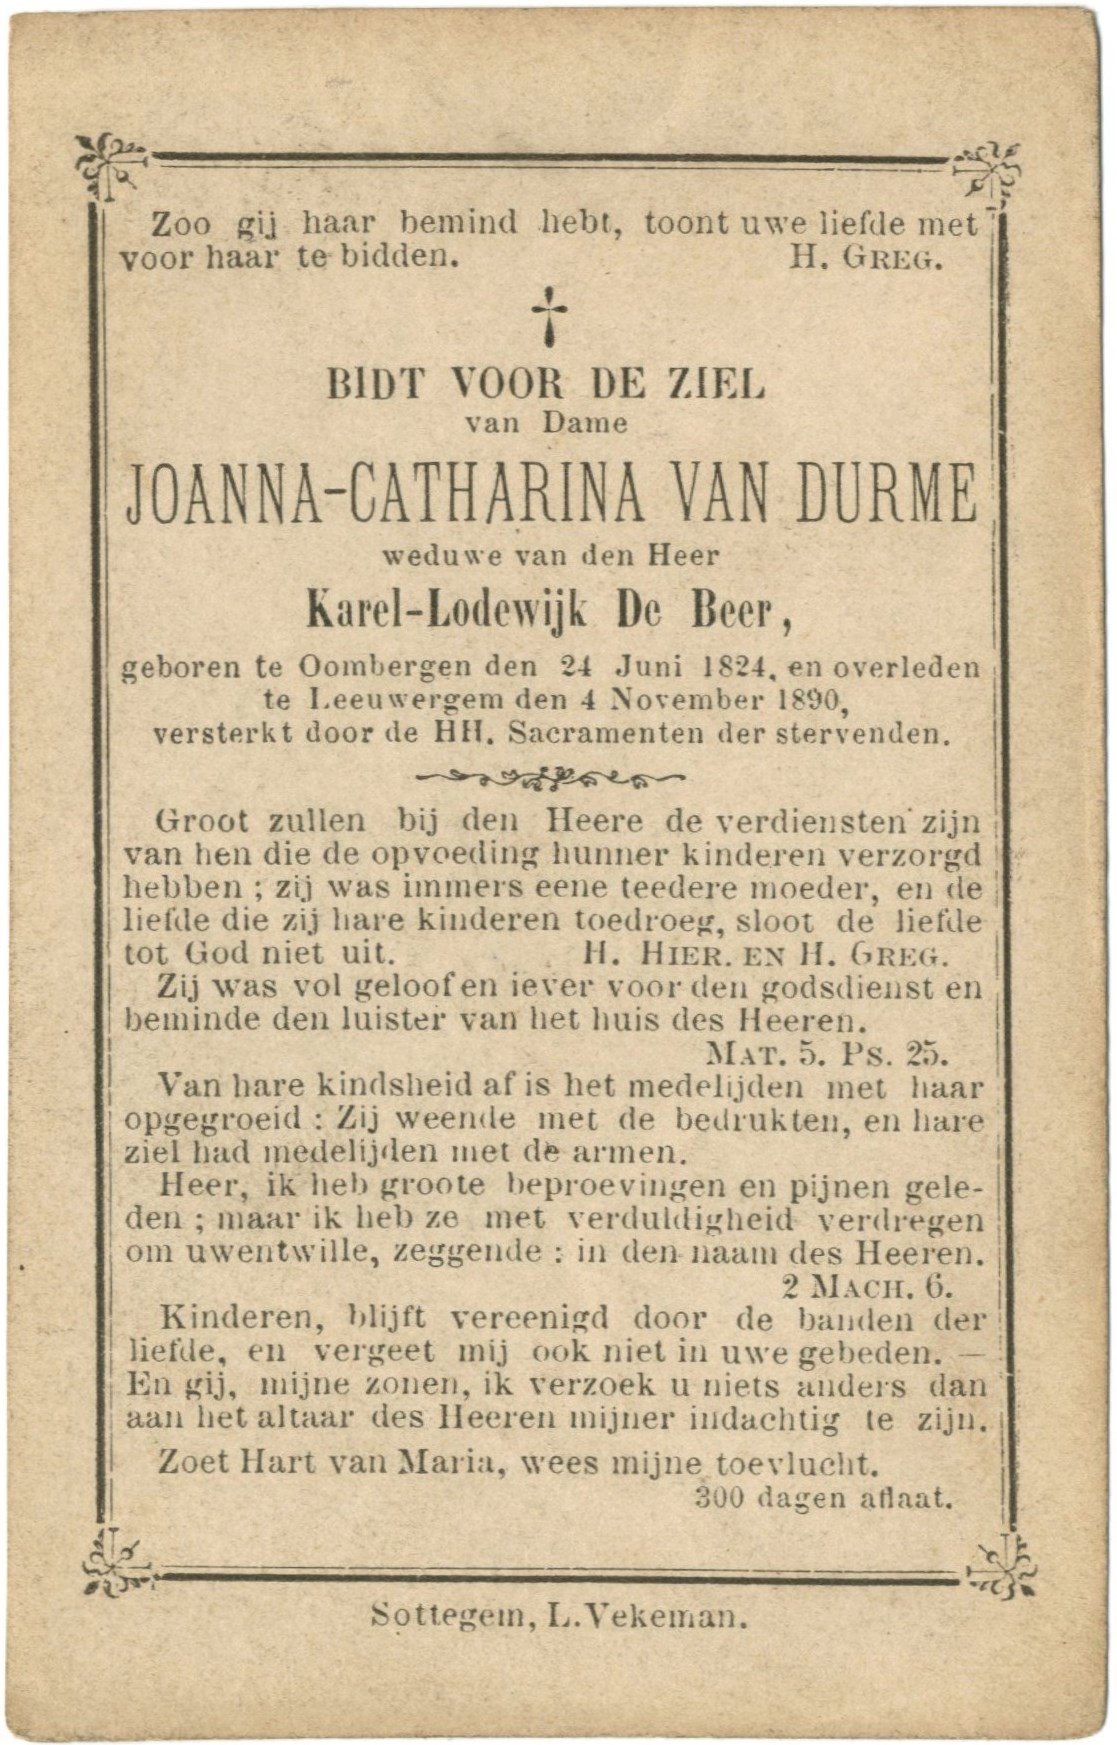 Zoo gij haar bemind hebt, toont uwe liefde met
voor haar te bidden. H. GREG.
BIDT VOOR DE ZIEL
van Dame
JOANNA-CATHARINA VAN DURME
weduwe van den Heer
Karel-Lodewijk De Beer,
geboren te Oombergen den 24 Juni 1824, en overleden
te Leeuwergem den 4 November 1890,
versterkt door de HH. Sacramenten der stervenden.
Groot zullen bij den Heere de verdiensten zijn
van hen die de opvoeding hunner kinderen verzorgd
hebben ; zij was immers eene teedere moeder, en de
liefde die zij hare kinderen toedroeg, sloot de liefde
tot God niet uit. H. HIER. EN H. GREG.
Zij was vol geloof en iever voor den godsdienst en
beminde den luister van het huis des Heeren.
MAT. 5. PS. 25.
Van hare kindsheid af is het medelijden met haar
opgegroeid : Zij weende met de bedrukten, en hare
ziel had medelijden met de armen.
Heer, ik heb groote beproevingen en pijnen gele-
den ; maar ik heb ze met verduldigheid verdregen
om uwentwille, zeggende : in den naam des Heeren.
2 MACH. 6.
Kinderen, blijft vereenigd door de banden der
liefde, en vergeet mij ook niet in uwe gebeden. —
En gij, mijne zonen, ik verzoek u niets anders dan
aan het altaar des Heeren mijner indachtig te zijn.
Zoet Hart van Maria, wees mijne toevlucht.
300 dagen aflaat.
Sottegem, L. Vekeman.